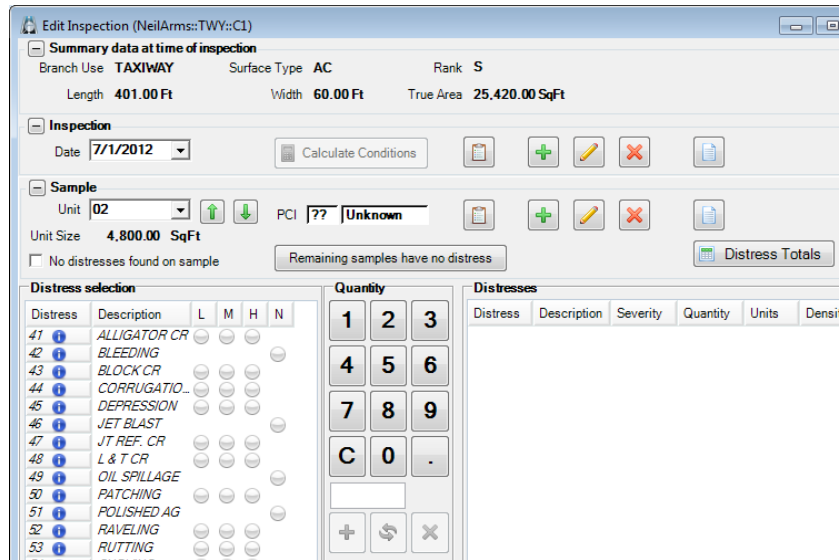 Edit Inspection (NeilArms::TWY::C1)
Summary data at time of inspection
Branch Use TAXIWAY Surface Type AC Rank S
Length 401.00 Ft Width 60.00 Ft True Area 25,420.00 SqFt
Inspection
Date 7/1/2012 Calculate Conditions
Sample
Unit 02 PCI ?? Unknown
Unit Size 4,800.00 SqFt
No distresses found on sample Remaining samples have no distress Distress Totals
Distress selection Quantity Distresses
Distress Description L M H N Distress Description Severity Quantity Units Densit
41 ALLIGATOR CR
42 BLEEDING
43 BLOCK CR
44 CORRUGATIO...
45 DEPRESSION
46 JET BLAST
47 JT REF. CR
48 L & T CR
49 OIL SPILLAGE
50 PATCHING
51 POLISHED AG
52 RAVELING
53 RUTTING
1 2 3
4 5 6
7 8 9
C 0 .